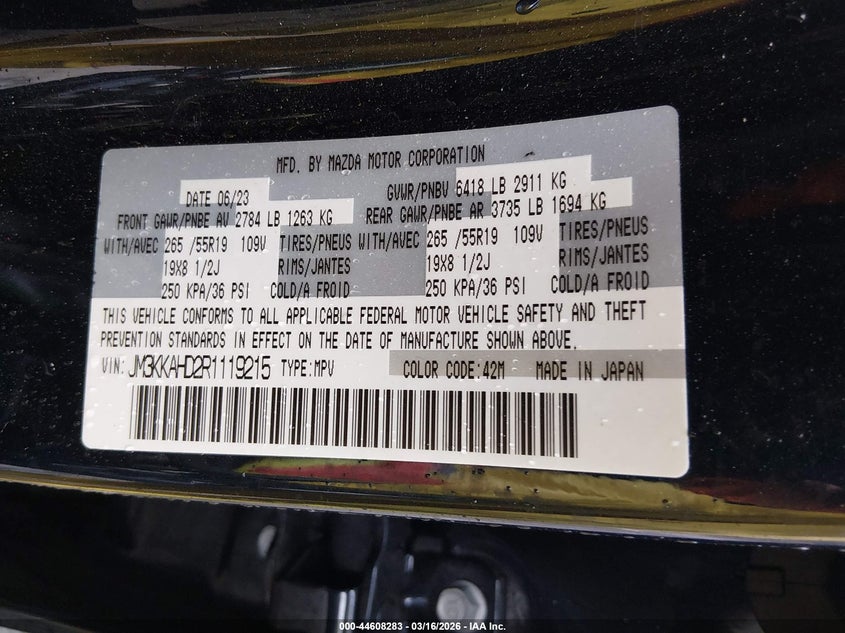 MFD. BY MAZDA MOTOR CORPORATION
DATE 06/23 GVWR/PNBV 6418 LB 2911 KG
FRONT GAWR/PNBE AV 2784 LB 1263 KG REAR GAWR/PNBE AR 3735 LB 1694 KG
WITH/AVEC 265 /55R19 109V TIRES/PNEUS WITH/AVEC 265 /55R19 109V TIRES/PNEUS
19X8 1/2J RIMS/JANTES 19X8 1/2J RIMS/JANTES
250 KPA/36 PSI COLD/A FROID 250 KPA/36 PSI COLD/A FROID
THIS VEHICLE CONFORMS TO ALL APPLICABLE FEDERAL MOTOR VEHICLE SAFETY AND THEFT
PREVENTION STANDARDS IN EFFECT ON THE DATE OF MANUFACTURE SHOWN ABOVE.
VIN: JM3KKAHD2R1119215 TYPE:MPV COLOR CODE:42M MADE IN JAPAN
000-44608283 - 03/16/2026 - IAA Inc.